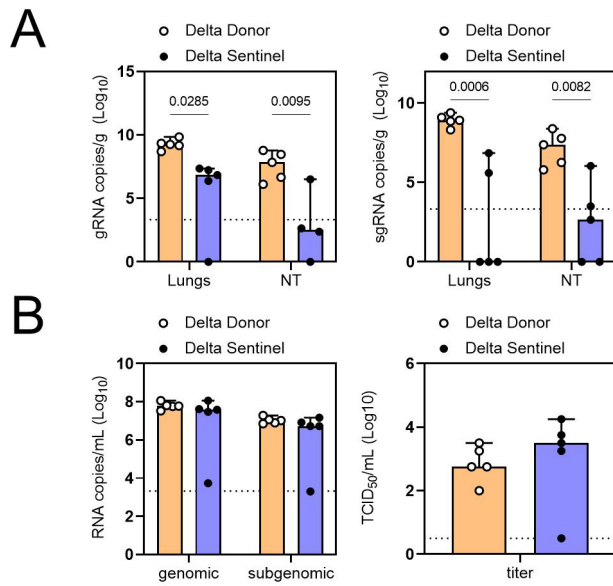 A
Delta Donor
Delta Sentinel
gRNA copies/g (Log10)
15
10
5
0
0.0285
0.0095
Lungs
NT
Delta Donor
Delta Sentinel
sgRNA copies/g (Log10)
10
5
0
0.0006
0.0082
Lungs
NT
B
Delta Donor
Delta Sentinel
RNA copies/mL (Log10)
10
8
6
4
2
0
genomic
subgenomic
Delta Donor
Delta Sentinel
TCID50/mL (Log10)
6
4
2
0
titer